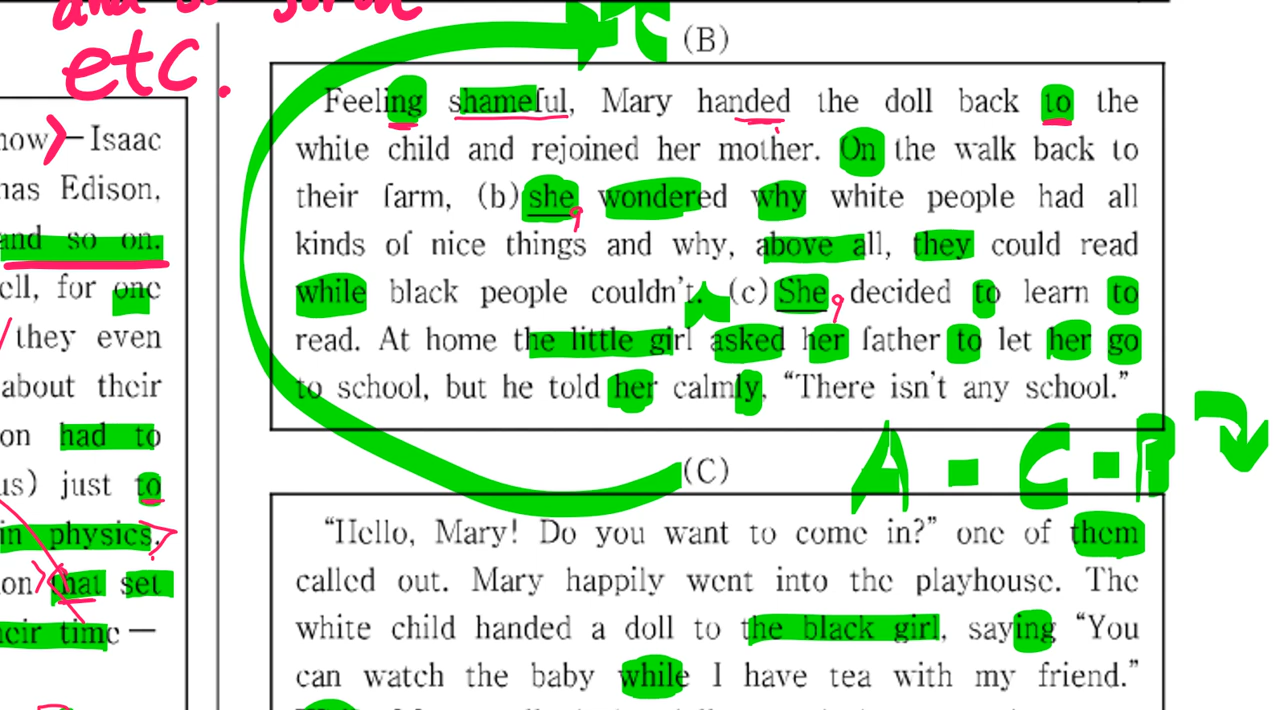 and so
etc.
now)—Isaac
nas Edison,
and so on.
ell, for one
they even
about their
on had to
us) just to
in physics,
on that set
heir time—
(B)
Feeling shameful, Mary handed the doll back to the
white child and rejoined her mother. On the walk back to
their farm, (b) she, wondered why white people had all
kinds of nice things and why, above all, they could read
while black people couldn't. (c) She, decided to learn to
read. At home the little girl asked her father to let her go
to school, but he told her calmly, “There isn't any school.”
A - C - B
(C)
“Hello, Mary! Do you want to come in?” one of them
called out. Mary happily went into the playhouse. The
white child handed a doll to the black girl, saying “You
can watch the baby while I have tea with my friend.”